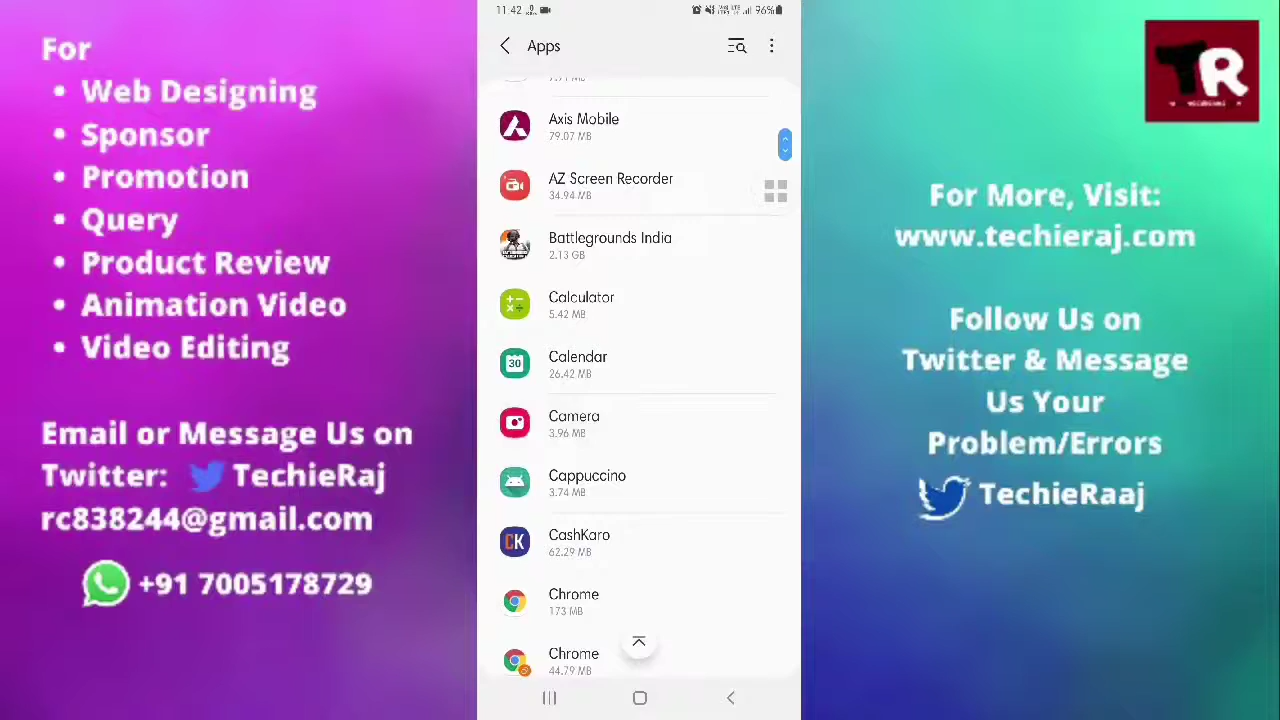 For
• Web Designing
• Sponsor
• Promotion
• Query
• Product Review
• Animation Video
• Video Editing
Email or Message Us on
Twitter: TechieRaj
rc838244@gmail.com
+91 7005178729
11:42
96%
Apps
Axis Mobile
79.07 MB
AZ Screen Recorder
34.94 MB
Battlegrounds India
2.13 GB
Calculator
5.42 MB
30
Calendar
26.42 MB
Camera
3.96 MB
Cappuccino
3.74 MB
CK
CashKaro
62.29 MB
Chrome
173 MB
Chrome
44.79 MB
TR
For More, Visit:
www.techieraj.com
Follow Us on
Twitter & Message
Us Your
Problem/Errors
TechieRaaj